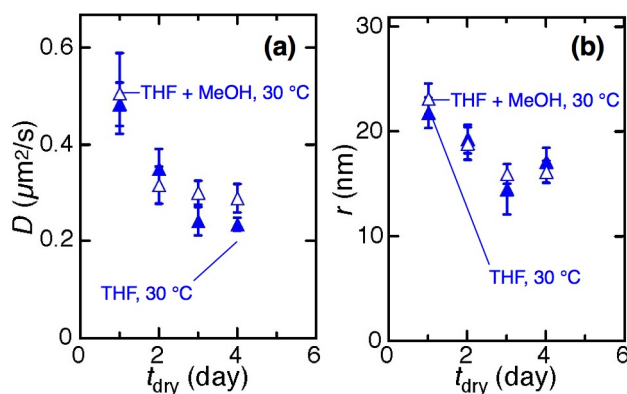 (a)
0.6
THF + MeOH, 30 °C
0.4
D (μm²/s)
0.2
THF, 30 °C
0
0 2 4 6
t_dry (day)
(b)
30
THF + MeOH, 30 °C
20
r (nm)
10
THF, 30 °C
0
0 2 4 6
t_dry (day)